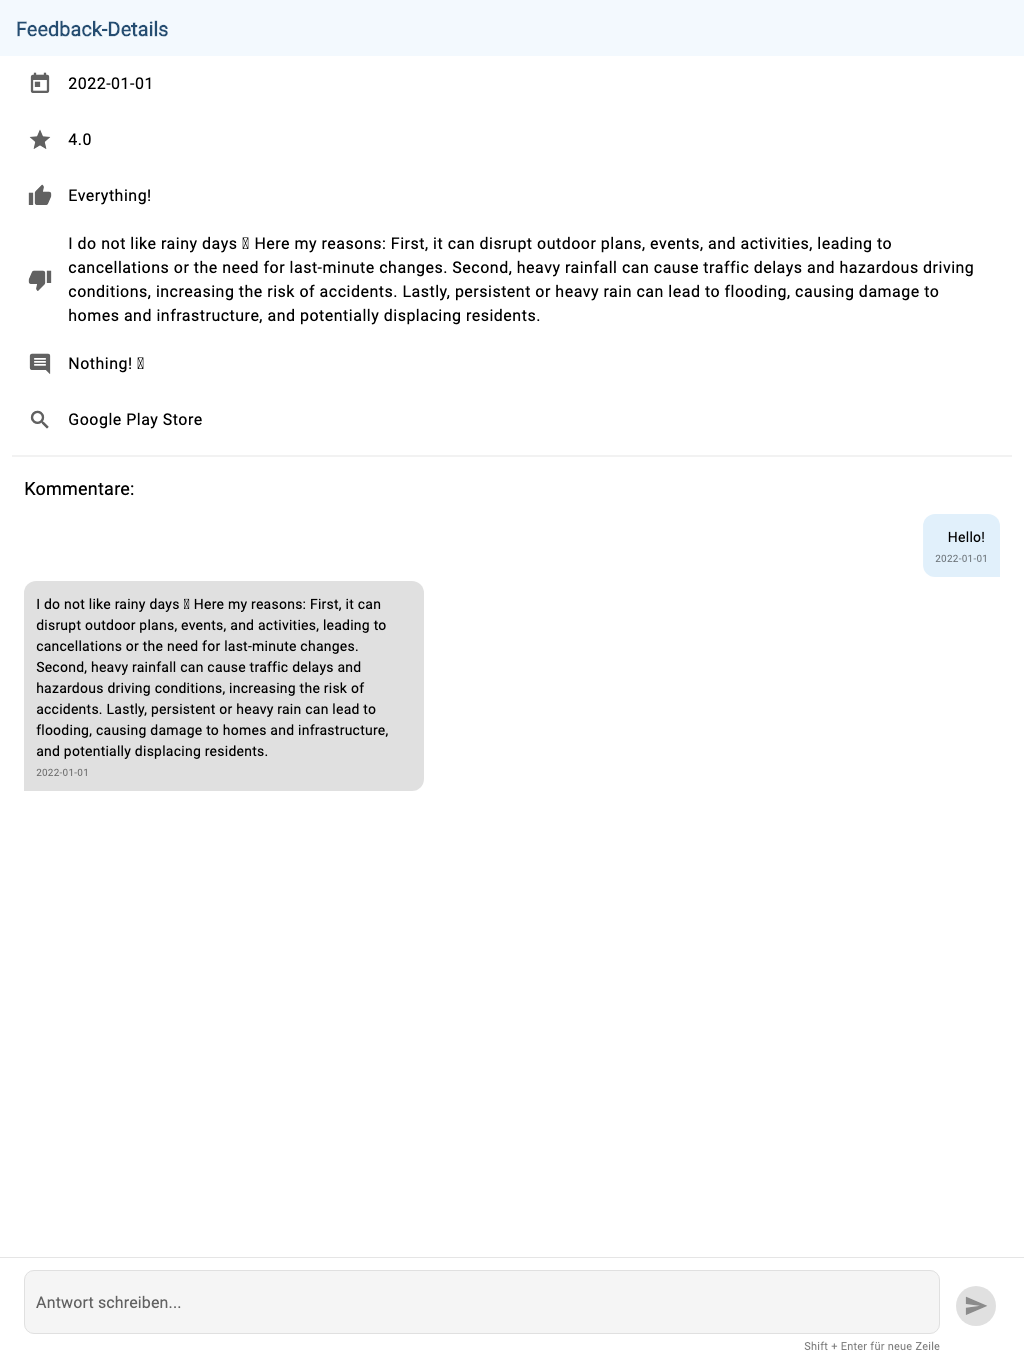 Feedback-Details
2022-01-01
4.0
Everything!
I do not like rainy days Here my reasons: First, it can disrupt outdoor plans, events, and activities, leading to
cancellations or the need for last-minute changes. Second, heavy rainfall can cause traffic delays and hazardous driving
conditions, increasing the risk of accidents. Lastly, persistent or heavy rain can lead to flooding, causing damage to
homes and infrastructure, and potentially displacing residents.
Nothing!
Google Play Store
Kommentare:
Hello!
2022-01-01
I do not like rainy days Here my reasons: First, it can
disrupt outdoor plans, events, and activities, leading to
cancellations or the need for last-minute changes.
Second, heavy rainfall can cause traffic delays and
hazardous driving conditions, increasing the risk of
accidents. Lastly, persistent or heavy rain can lead to
flooding, causing damage to homes and infrastructure,
and potentially displacing residents.
2022-01-01
Antwort schreiben...
Shift + Enter für neue Zeile